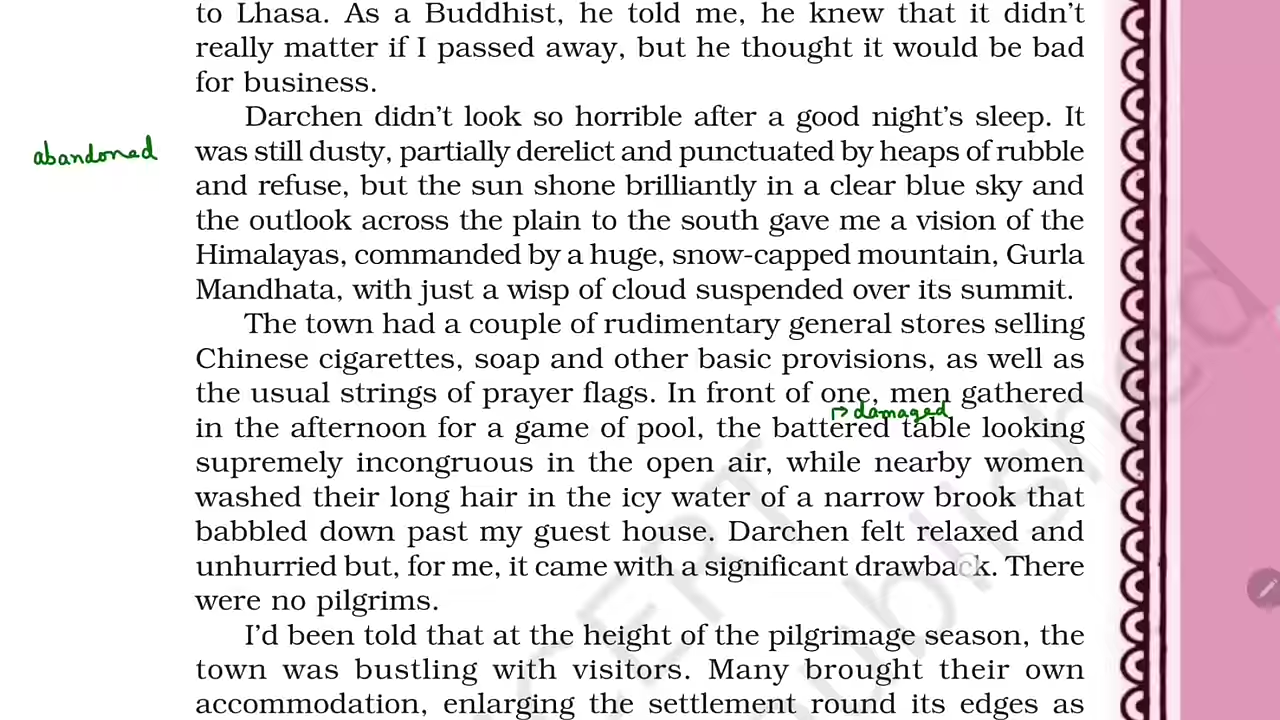 to Lhasa. As a Buddhist, he told me, he knew that it didn't
really matter if I passed away, but he thought it would be bad
for business.
Darchen didn't look so horrible after a good night's sleep. It
abandoned
was still dusty, partially derelict and punctuated by heaps of rubble
and refuse, but the sun shone brilliantly in a clear blue sky and
the outlook across the plain to the south gave me a vision of the
Himalayas, commanded by a huge, snow-capped mountain, Gurla
Mandhata, with just a wisp of cloud suspended over its summit.
The town had a couple of rudimentary general stores selling
Chinese cigarettes, soap and other basic provisions, as well as
the usual strings of prayer flags. In front of one, men gathered
damaged
in the afternoon for a game of pool, the battered table looking
supremely incongruous in the open air, while nearby women
washed their long hair in the icy water of a narrow brook that
babbled down past my guest house. Darchen felt relaxed and
unhurried but, for me, it came with a significant drawback. There
were no pilgrims.
I'd been told that at the height of the pilgrimage season, the
town was bustling with visitors. Many brought their own
accommodation, enlarging the settlement round its edges as